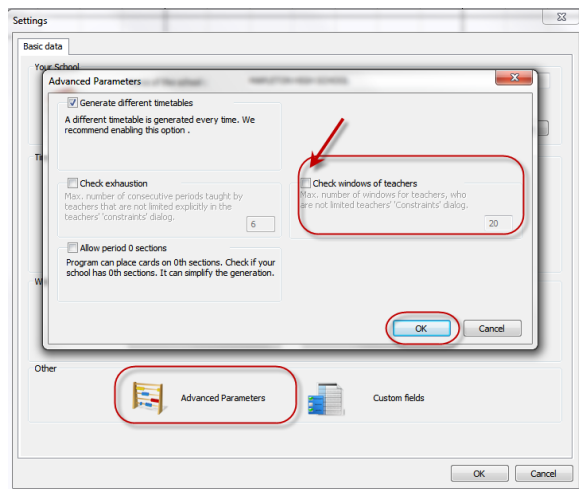 Settings
Basic data
Your School
Advanced Parameters
Generate different timetables
A different timetable is generated every time. We
recommend enabling this option .
Check exhaustion
Max. number of consecutive periods taught by
teachers that are not limited explicitly in the
teachers' 'constraints' dialog.
6
Check windows of teachers
Max. number of windows for teachers, who
are not limited teachers' 'Constraints' dialog.
20
Allow period 0 sections
Program can place cards on 0th sections. Check if your
school has 0th sections. It can simplify the generation.
OK
Cancel
Other
Advanced Parameters
Custom fields
OK
Cancel